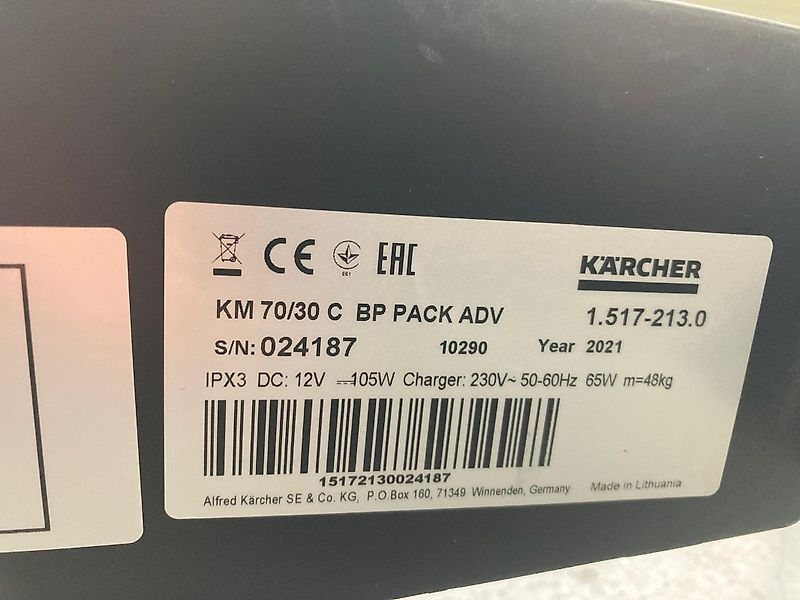 CE EAC
KÄRCHER
KM 70/30 C BP PACK ADV 1.517-213.0
S/N: 024187 10290 Year 2021
IPX3 DC: 12V ⎓105W Charger: 230V~ 50-60Hz 65W m=48kg
15172130024187
Alfred Kärcher SE & Co. KG, P.O.Box 160, 71349 Winnenden, Germany Made in Lithuania